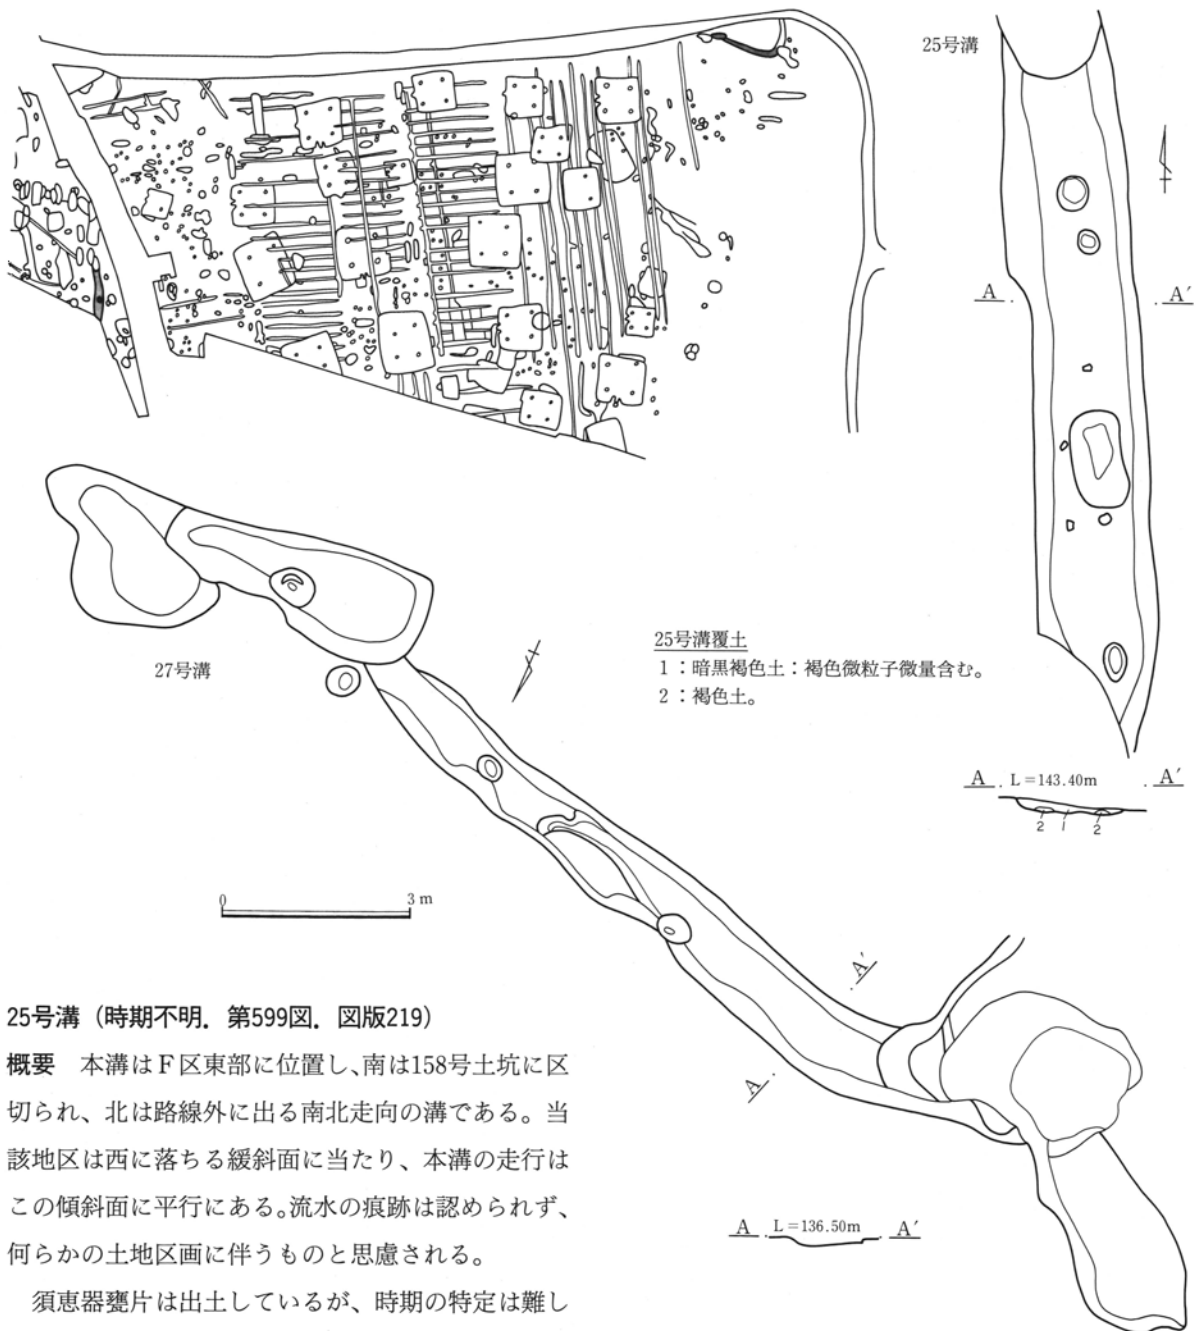 25号溝
A A′
27号溝
25号溝覆土
1：暗黒褐色土：褐色微粒子微量含む。
2：褐色土。
A L＝143.40m A′
2 1 2
0 3 m
A′
A
A L＝136.50m A′
25号溝（時期不明．第599図．図版219）
概要　本溝はＦ区東部に位置し､南は158号土坑に区
切られ、北は路線外に出る南北走向の溝である。当
該地区は西に落ちる緩斜面に当たり、本溝の走行は
この傾斜面に平行にある。流水の痕跡は認められず、
何らかの土地区画に伴うものと思慮される。
　須恵器甕片は出土しているが、時期の特定は難し